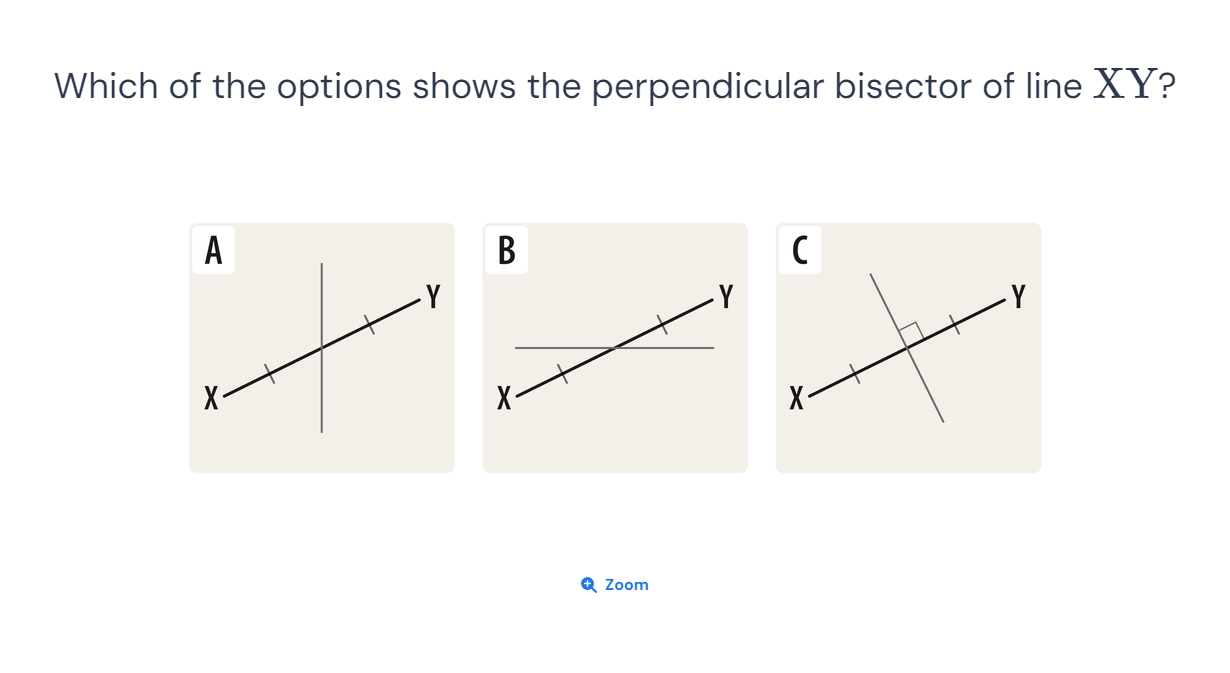 Which of the options shows the perpendicular bisector of line XY?
A
B
C
Y
Y
Y
X
X
X
Zoom